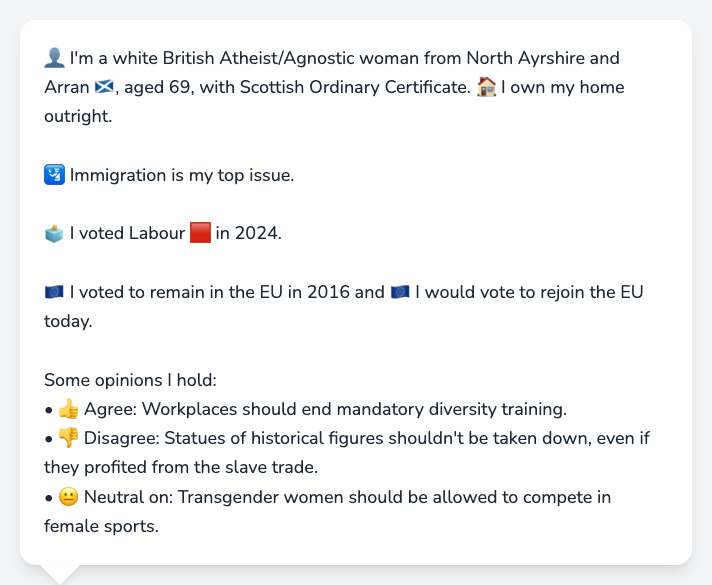 👤 I'm a white British Atheist/Agnostic woman from North Ayrshire and
Arran 🏴󠁧󠁢󠁳󠁣󠁴󠁿, aged 69, with Scottish Ordinary Certificate. 🏠 I own my home
outright.
🛂 Immigration is my top issue.
🗳️ I voted Labour 🟥 in 2024.
🇪🇺 I voted to remain in the EU in 2016 and 🇪🇺 I would vote to rejoin the EU
today.
Some opinions I hold:
• 👍 Agree: Workplaces should end mandatory diversity training.
• 👎 Disagree: Statues of historical figures shouldn't be taken down, even if
they profited from the slave trade.
• 😐 Neutral on: Transgender women should be allowed to compete in
female sports.